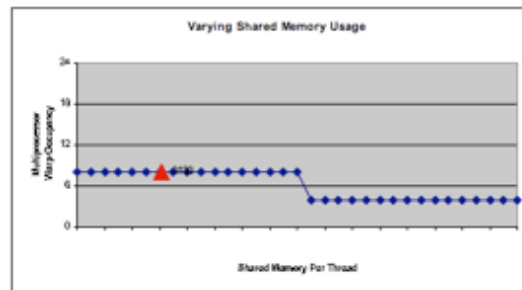 Varying Shared Memory Usage
24
18
12
6
0
Multiprocessor
Warp Occupancy
Shared Memory Per Thread